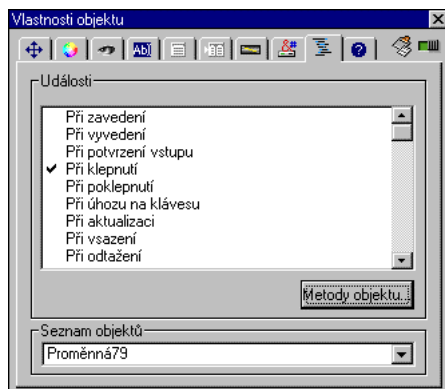 Vlastnosti objektu
Ab
#
?
Události
Při zavedení
Při vyvedení
Při potvrzení vstupu
Při klepnutí
Při poklepnutí
Při úhozu na klávesu
Při aktualizaci
Při vsazení
Při odtažení
Metody objektu...
Seznam objektů
Proměnná79